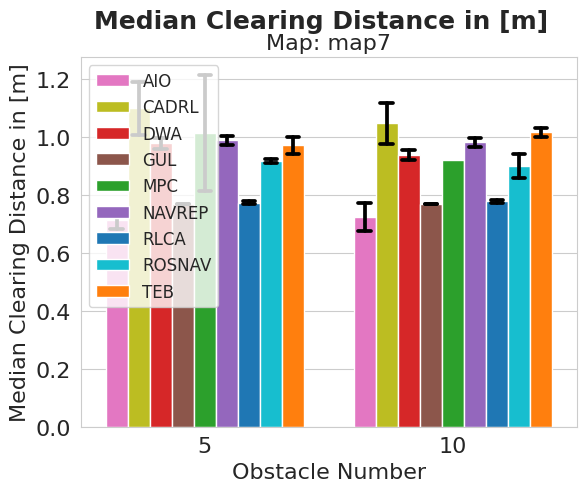 Median Clearing Distance in [m]
Map: map7
Median Clearing Distance in [m]
1.2
1.0
0.8
0.6
0.4
0.2
0.0
AIO
CADRL
DWA
GUL
MPC
NAVREP
RLCA
ROSNAV
TEB
5
10
Obstacle Number